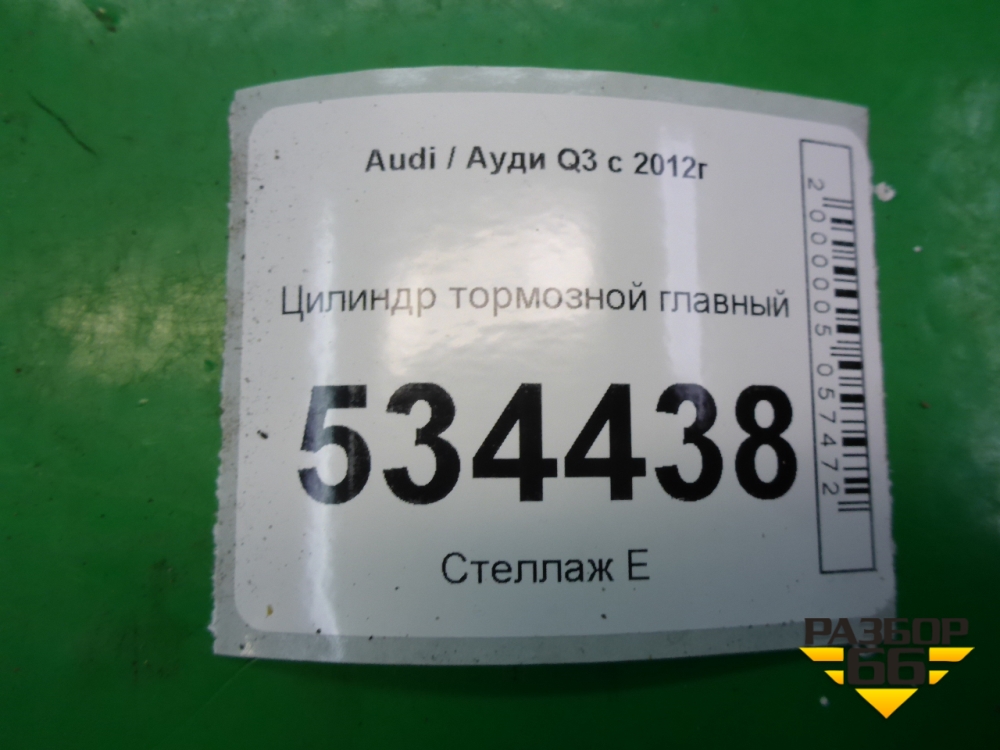 Audi / Ауди Q3 с 2012г
Цилиндр тормозной главный
534438
Стеллаж Е
2000005057472
РАЗБОР
66